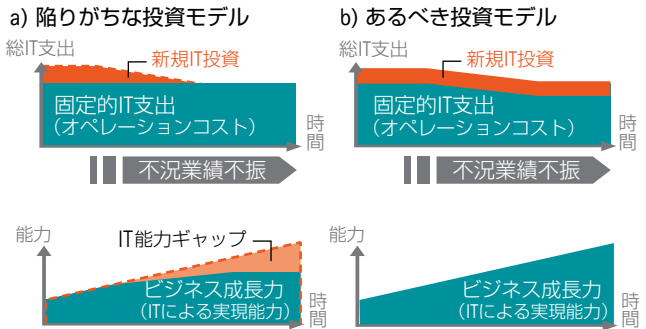 a) 陥りがちな投資モデル
総IT支出
新規IT投資
固定的IT支出
(オペレーションコスト)
時間
不況業績不振
能力
IT能力ギャップ
ビジネス成長力
(ITによる実現能力)
時間
b) あるべき投資モデル
総IT支出
新規IT投資
固定的IT支出
(オペレーションコスト)
時間
不況業績不振
能力
ビジネス成長力
(ITによる実現能力)
時間